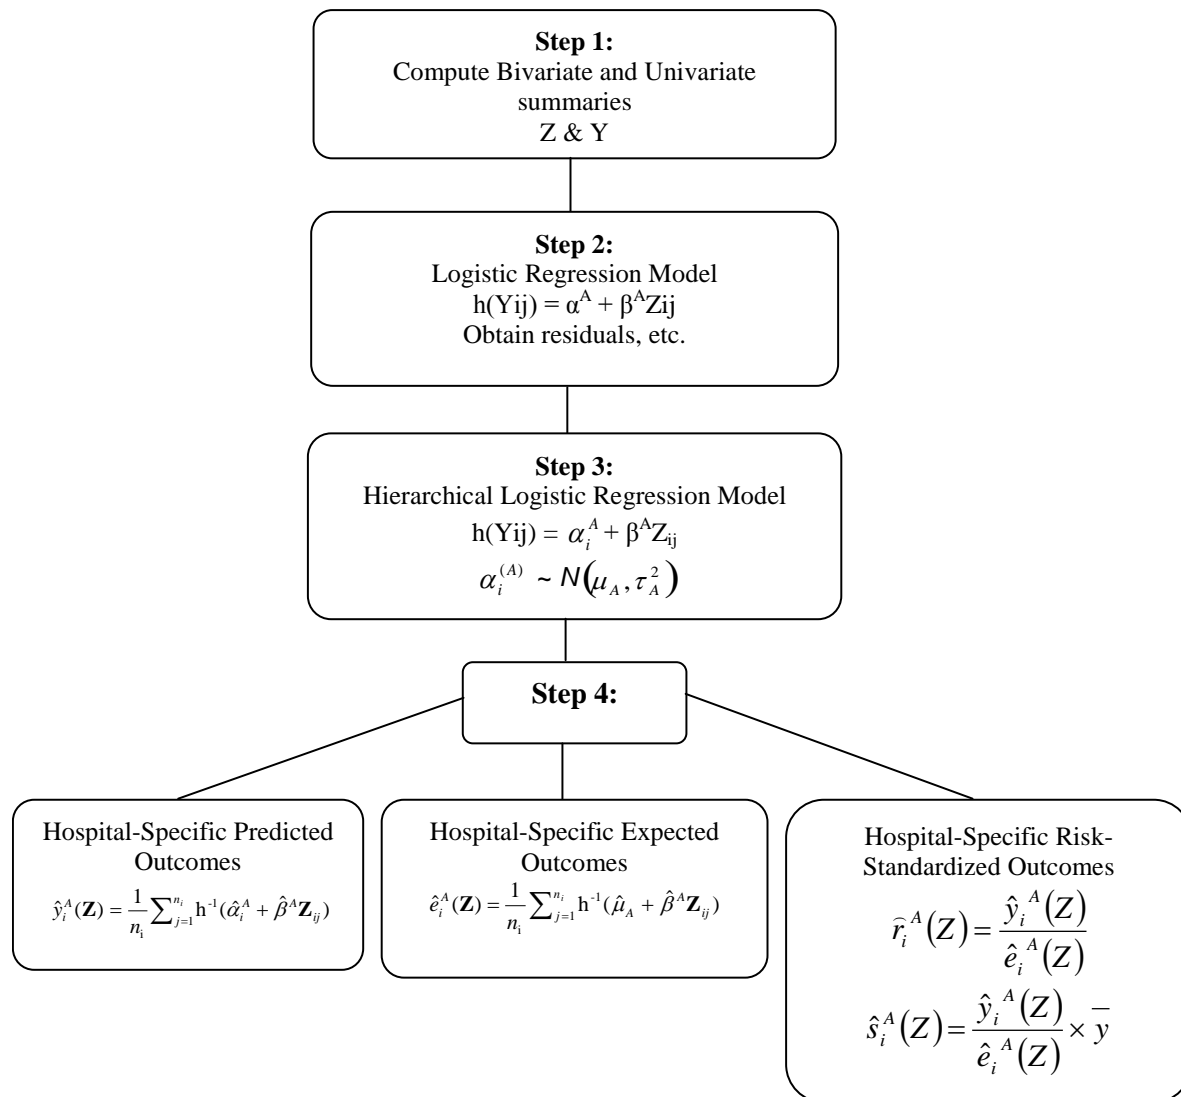 Step 1:
Compute Bivariate and Univariate
summaries
Z & Y
Step 2:
Logistic Regression Model
h(Yij) = α^A + β^A Zij
Obtain residuals, etc.
Step 3:
Hierarchical Logistic Regression Model
h(Yij) = α_i^A + β^A Z_ij
α_i^(A) ~ N(μ_A, τ_A^2)
Step 4:
Hospital-Specific Predicted
Outcomes
ŷ_i^A(Z) = 1/n_i ∑_{j=1}^{n_i} h^-1(α̂_i^A + β̂^A Z_ij)
Hospital-Specific Expected
Outcomes
ê_i^A(Z) = 1/n_i ∑_{j=1}^{n_i} h^-1(μ̂_A + β̂^A Z_ij)
Hospital-Specific Risk-
Standardized Outcomes
r̂_i^A(Z) = ŷ_i^A(Z) / ê_i^A(Z)
ŝ_i^A(Z) = ŷ_i^A(Z) / ê_i^A(Z) × ȳ